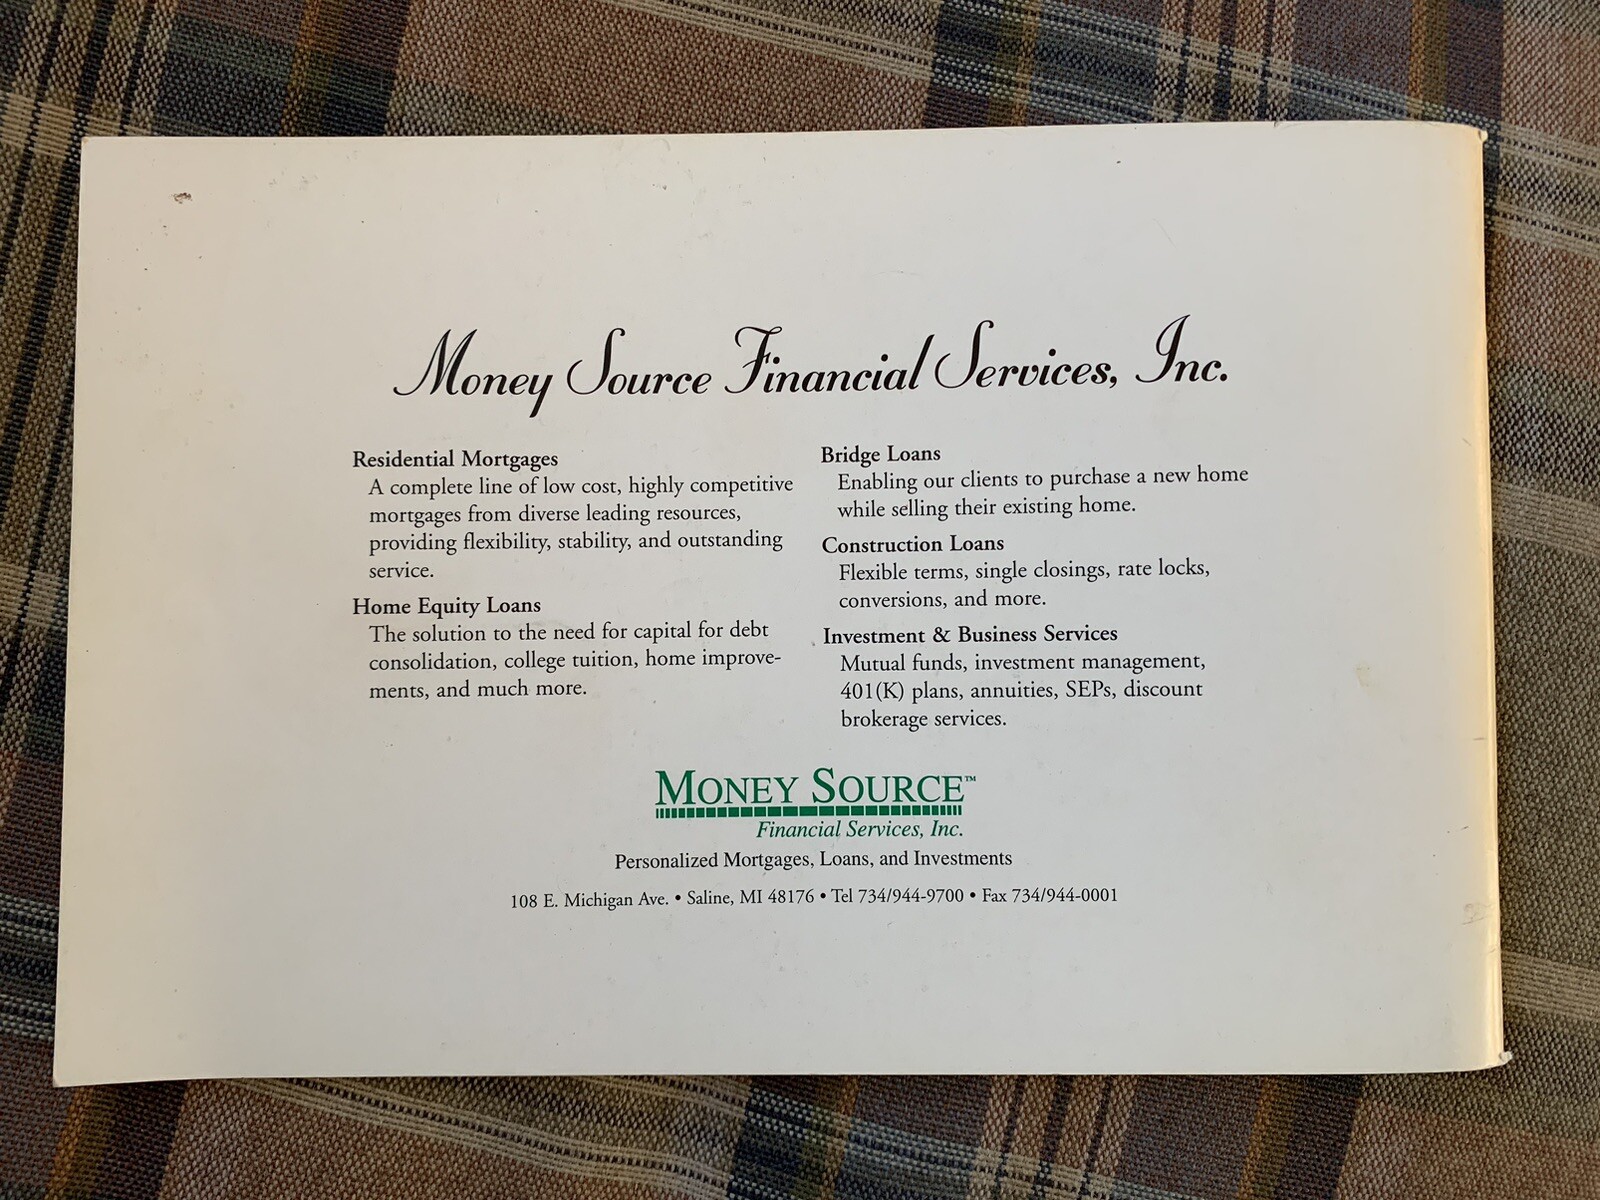 Money Source Financial Services, Inc.
Residential Mortgages
A complete line of low cost, highly competitive
mortgages from diverse leading resources,
providing flexibility, stability, and outstanding
service.
Home Equity Loans
The solution to the need for capital for debt
consolidation, college tuition, home improve-
ments, and much more.
Bridge Loans
Enabling our clients to purchase a new home
while selling their existing home.
Construction Loans
Flexible terms, single closings, rate locks,
conversions, and more.
Investment & Business Services
Mutual funds, investment management,
401(K) plans, annuities, SEPs, discount
brokerage services.
MONEY SOURCE™
Financial Services, Inc.
Personalized Mortgages, Loans, and Investments
108 E. Michigan Ave. • Saline, MI 48176 • Tel 734/944-9700 • Fax 734/944-0001